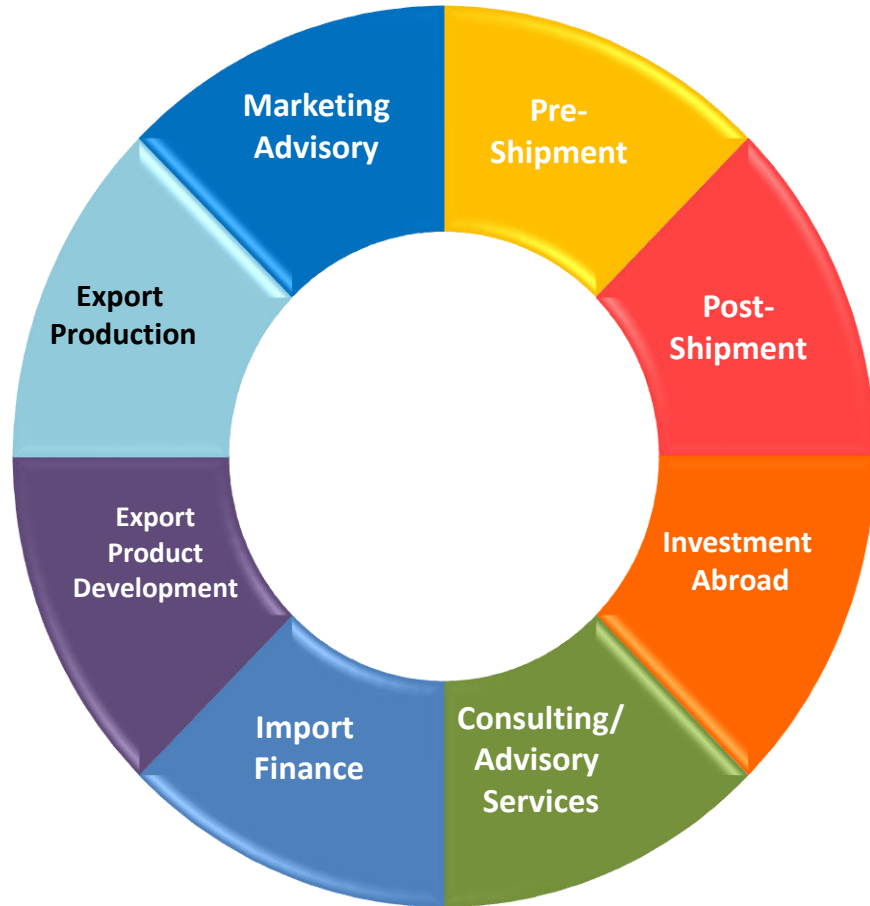 Marketing
Advisory
Pre-
Shipment
Post-
Shipment
Investment
Abroad
Consulting/
Advisory
Services
Import
Finance
Export
Product
Development
Export
Production